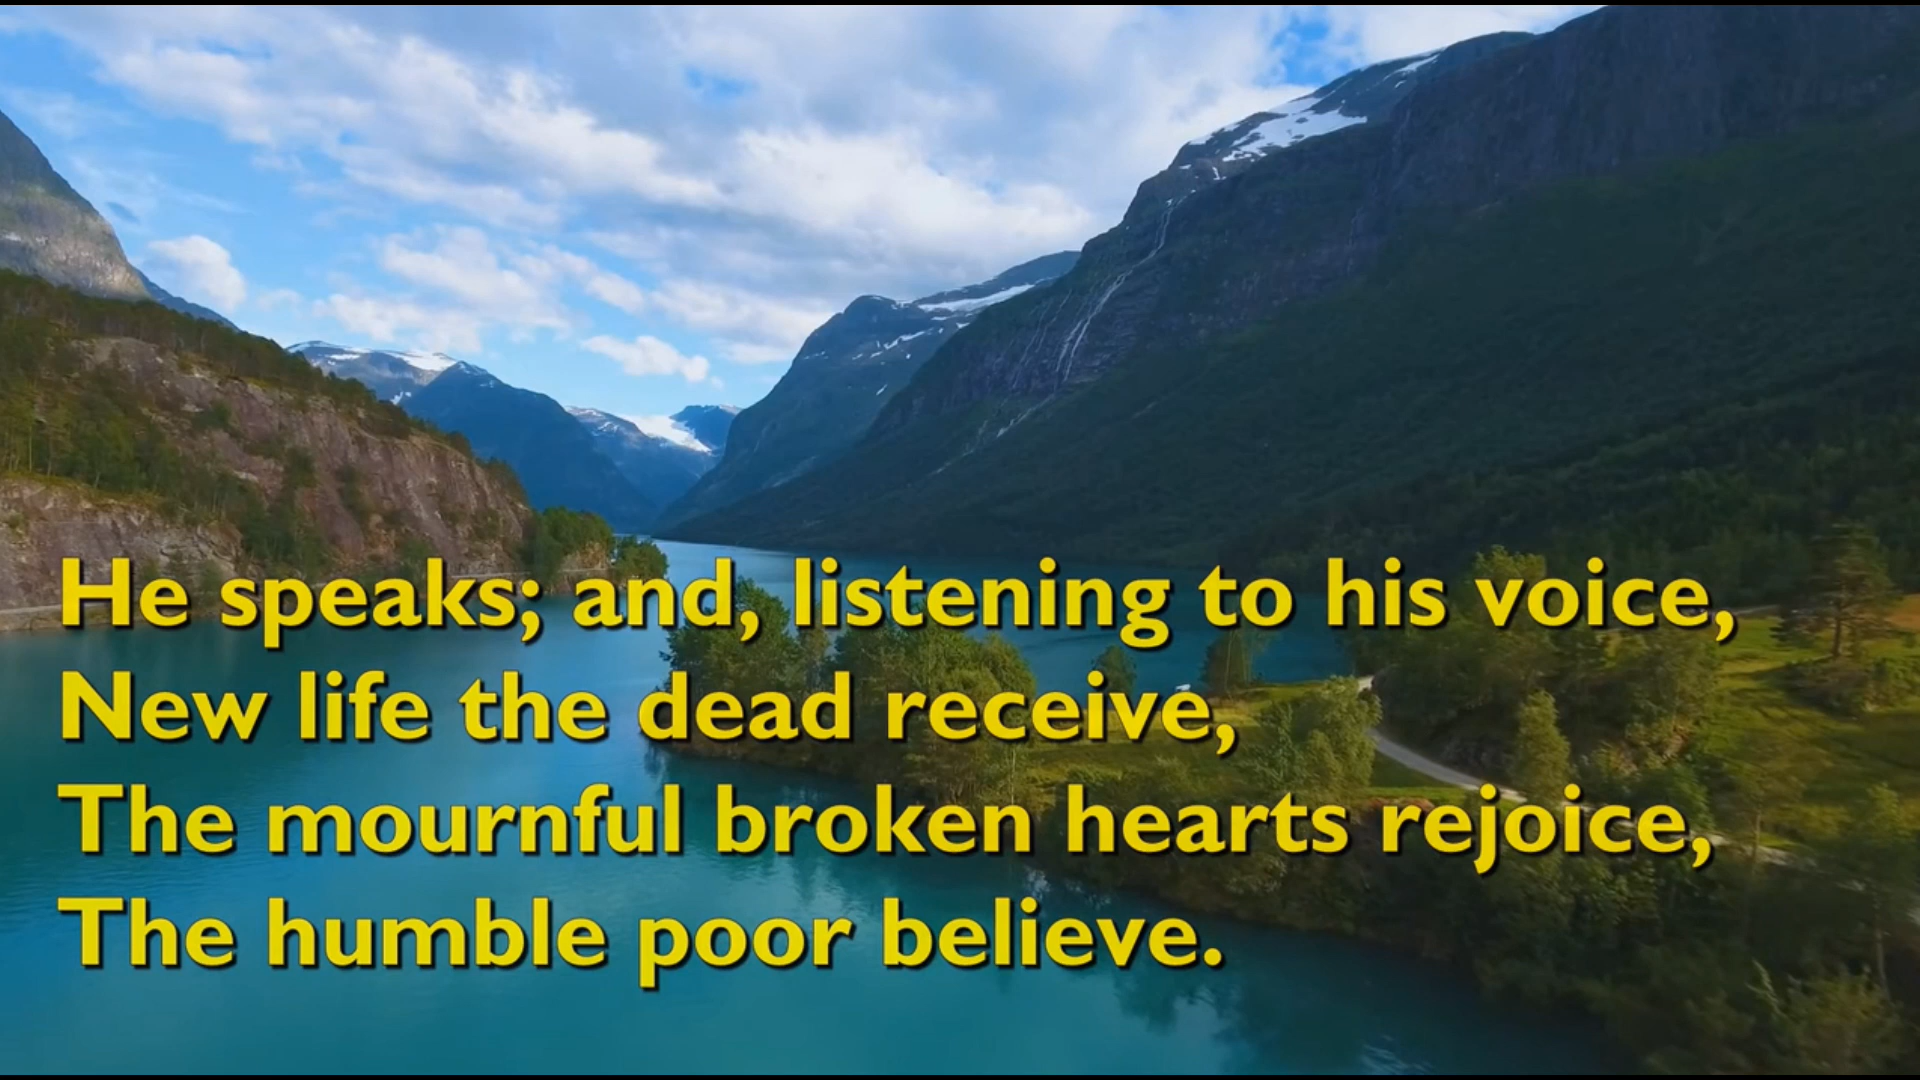 He speaks; and, listening to his voice,
New life the dead receive,
The mournful broken hearts rejoice,
The humble poor believe.